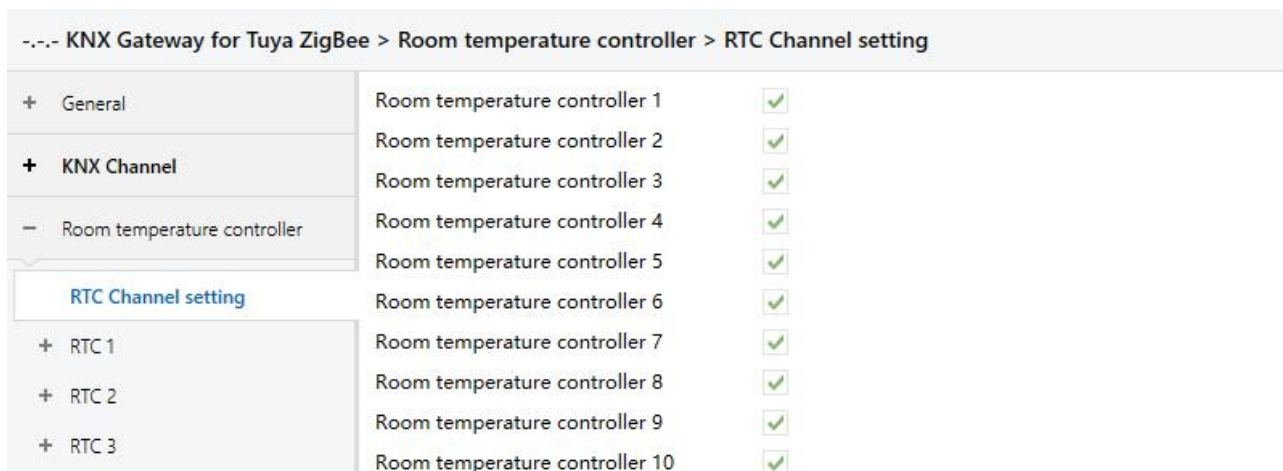 -.-.- KNX Gateway for Tuya ZigBee > Room temperature controller > RTC Channel setting
+ General
+ KNX Channel
− Room temperature controller
RTC Channel setting
+ RTC 1
+ RTC 2
+ RTC 3
Room temperature controller 1
Room temperature controller 2
Room temperature controller 3
Room temperature controller 4
Room temperature controller 5
Room temperature controller 6
Room temperature controller 7
Room temperature controller 8
Room temperature controller 9
Room temperature controller 10